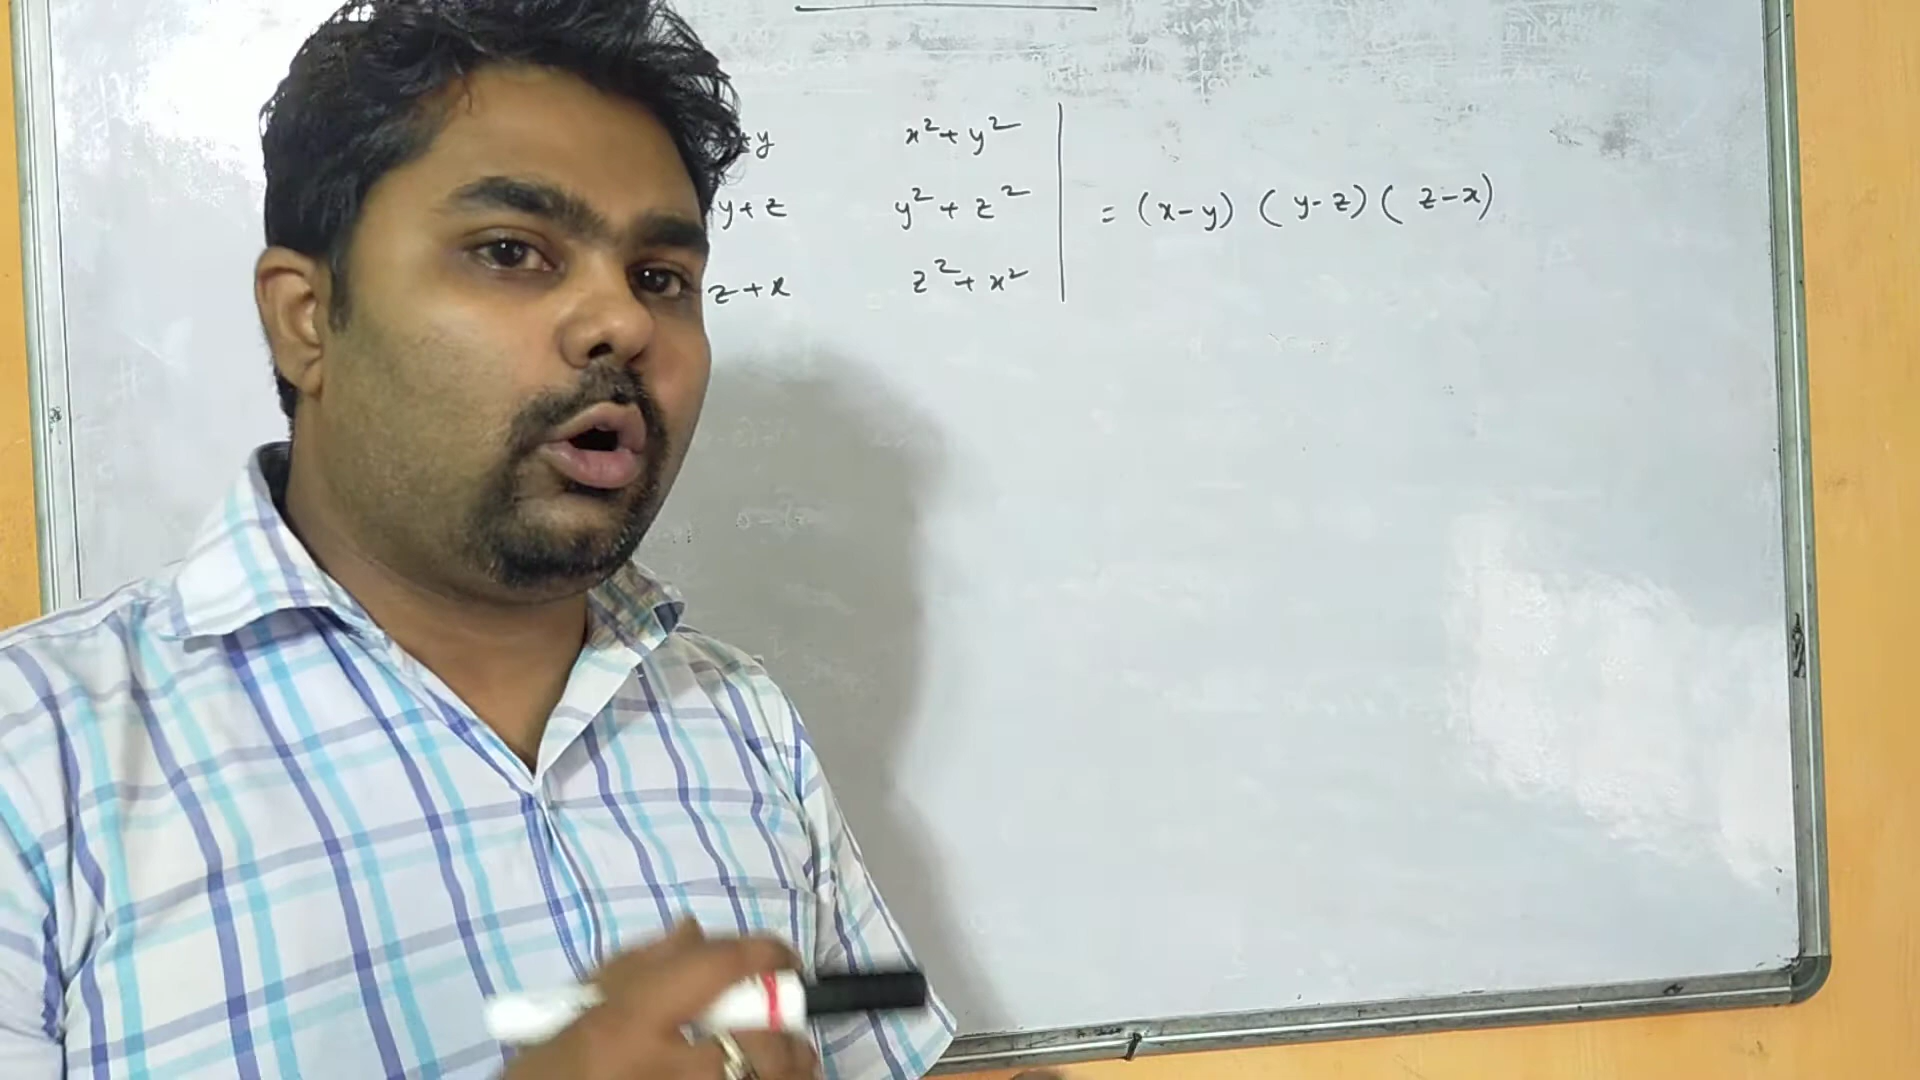 +y x²+ y²
y+ z y² + z² = (x-y) (y-z) (z-x)
z+x z²+ x²